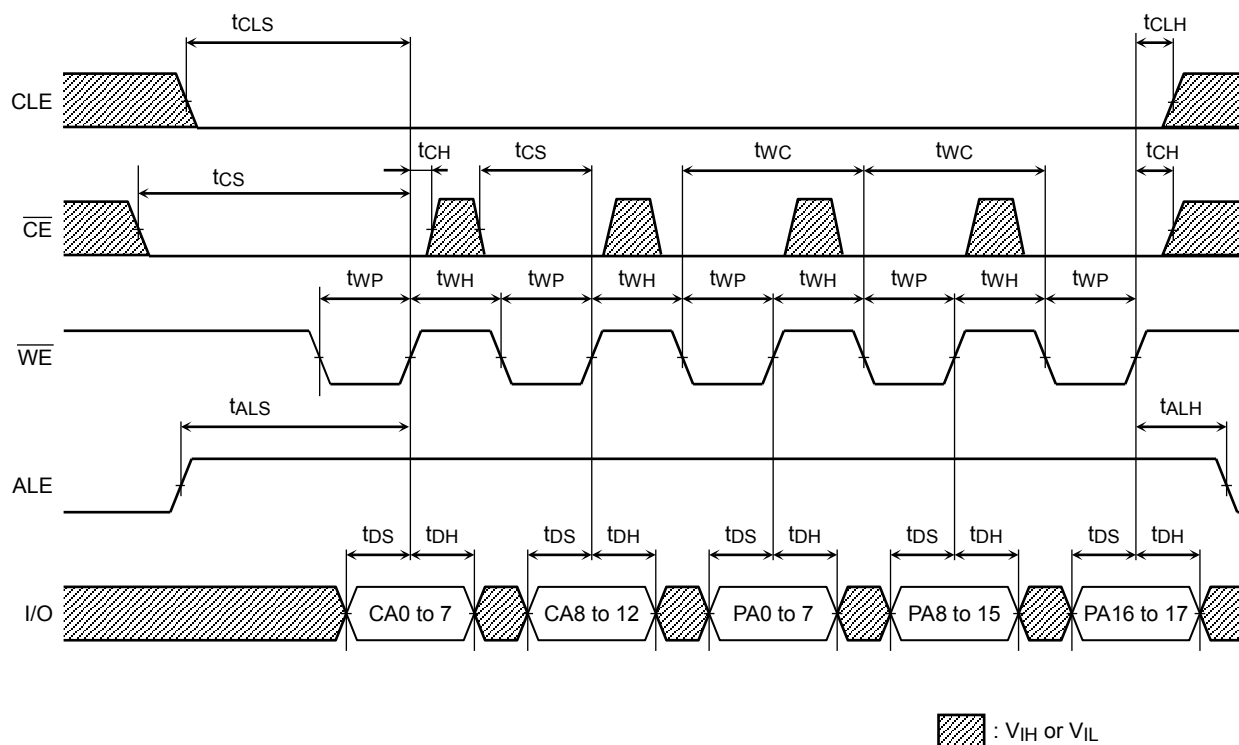 tCLS tCLH
CLE
tCH tCS tWC tWC tCH
tCS
CE
tWP tWH tWP tWH tWP tWH tWP tWH tWP
WE
tALS tALH
ALE
tDS tDH tDS tDH tDS tDH tDS tDH tDS tDH
I/O CA0 to 7 CA8 to 12 PA0 to 7 PA8 to 15 PA16 to 17
: VIH or VIL